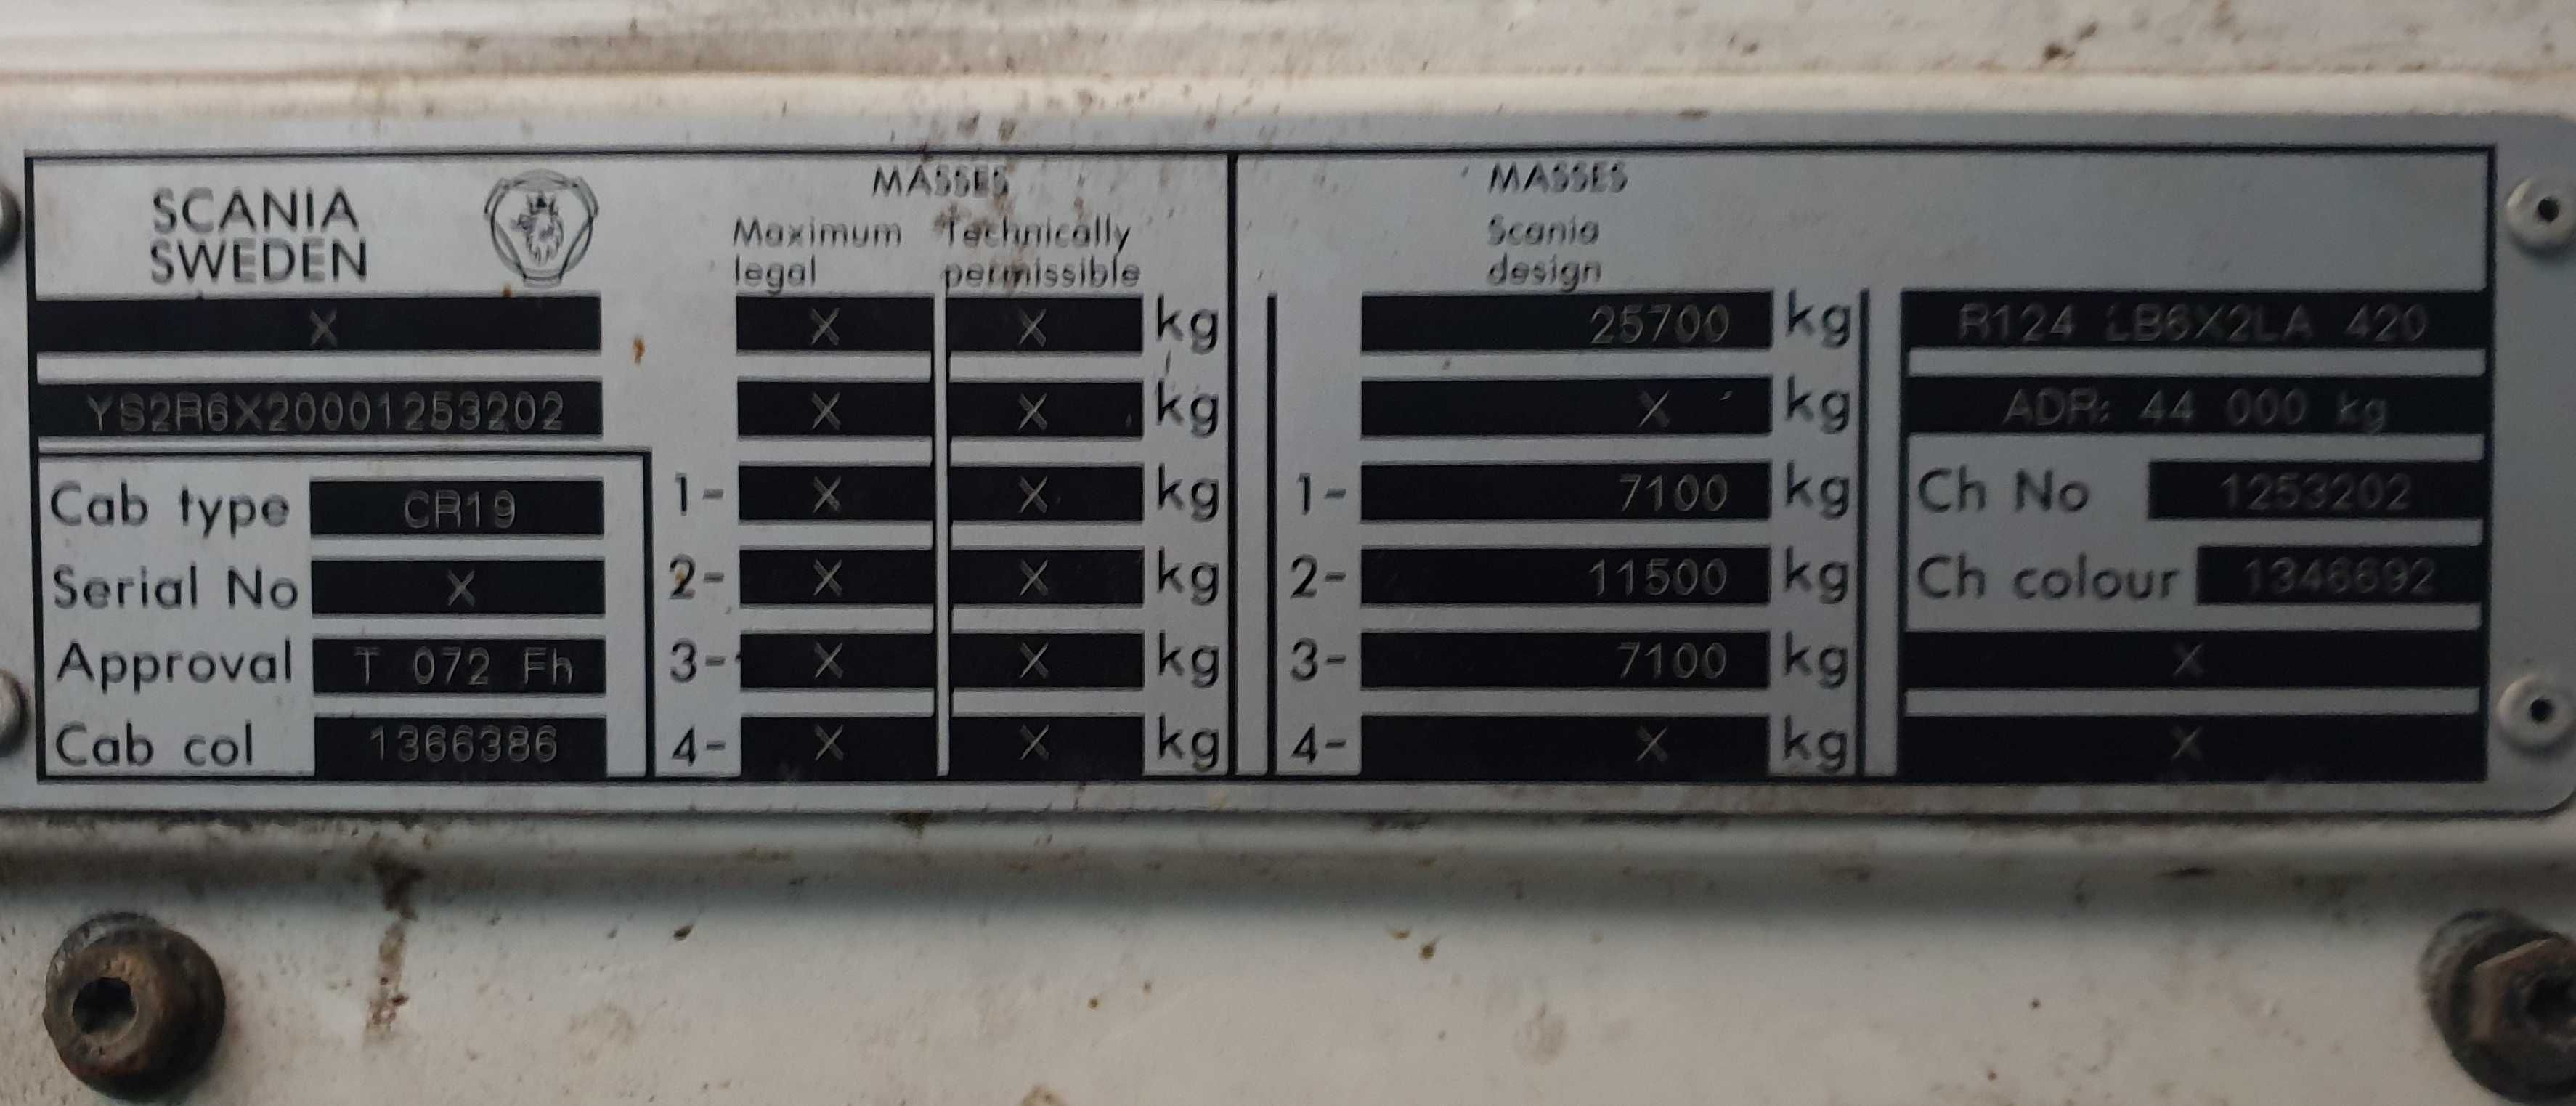 SCANIA
SWEDEN
X
YS2R6X20001253202
Cab type CR19
Serial No X
Approval T 072 Fh
Cab col 1366386
MASSES
Maximum legal Technically permissible
X X kg
X X kg
1- X X kg
2- X X kg
3- X X kg
4- X X kg
MASSES
Scania
design
25700 kg
X kg
1- 7100 kg
2- 11500 kg
3- 7100 kg
4- X kg
R124 LB6X2LA 420
ADR: 44 000 kg
Ch No 1253202
Ch colour 1346692
X
X